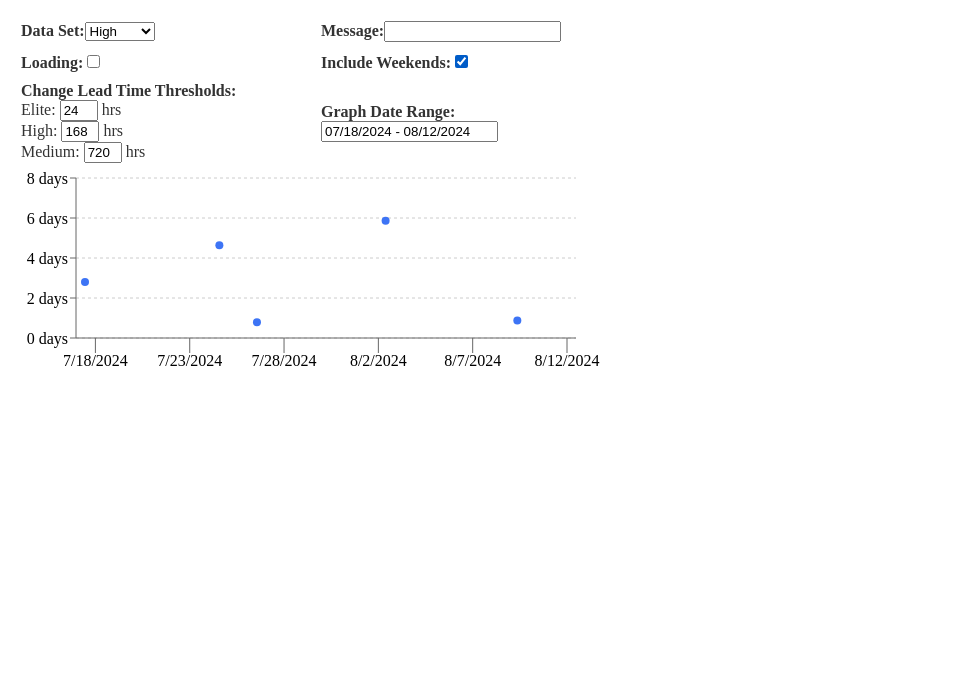 Data Set: High
Message:
Loading:
Include Weekends:
Change Lead Time Thresholds:
Elite: 24 hrs
High: 168 hrs
Medium: 720 hrs
Graph Date Range:
07/18/2024 - 08/12/2024
8 days
6 days
4 days
2 days
0 days
7/18/2024 7/23/2024 7/28/2024 8/2/2024 8/7/2024 8/12/2024